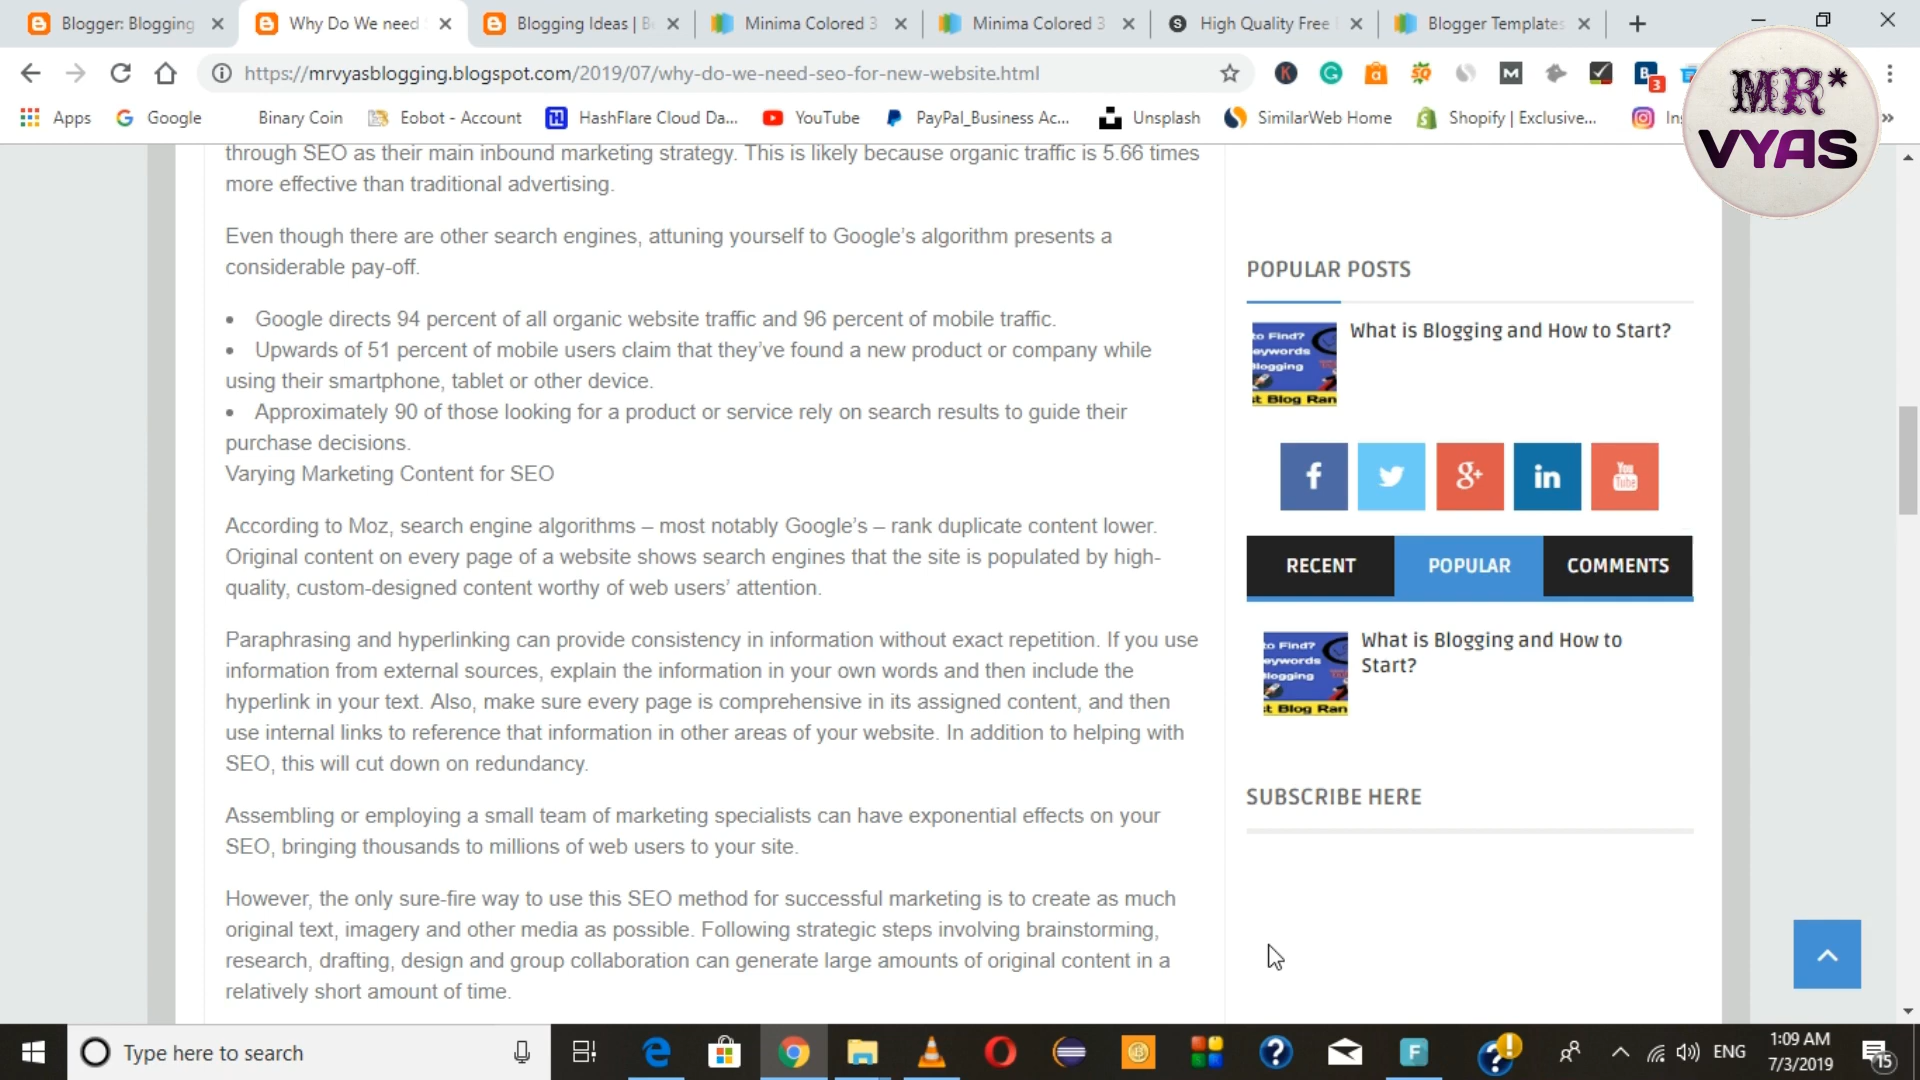 Blogger: Blogging
Why Do We need
Blogging Ideas | B
Minima Colored 3
Minima Colored 3
High Quality Free
Blogger Templates
https://mrvyasblogging.blogspot.com/2019/07/why-do-we-need-seo-for-new-website.html
3
MR*
VYAS
Apps
Google
Binary Coin
Eobot - Account
HashFlare Cloud Da...
YouTube
PayPal_Business Ac...
Unsplash
SimilarWeb Home
Shopify | Exclusive...
through SEO as their main inbound marketing strategy. This is likely because organic traffic is 5.66 times
more effective than traditional advertising.
Even though there are other search engines, attuning yourself to Google’s algorithm presents a
considerable pay-off.
• Google directs 94 percent of all organic website traffic and 96 percent of mobile traffic.
• Upwards of 51 percent of mobile users claim that they’ve found a new product or company while
using their smartphone, tablet or other device.
• Approximately 90 of those looking for a product or service rely on search results to guide their
purchase decisions.
Varying Marketing Content for SEO
According to Moz, search engine algorithms – most notably Google’s – rank duplicate content lower.
Original content on every page of a website shows search engines that the site is populated by high-
quality, custom-designed content worthy of web users’ attention.
Paraphrasing and hyperlinking can provide consistency in information without exact repetition. If you use
information from external sources, explain the information in your own words and then include the
hyperlink in your text. Also, make sure every page is comprehensive in its assigned content, and then
use internal links to reference that information in other areas of your website. In addition to helping with
SEO, this will cut down on redundancy.
Assembling or employing a small team of marketing specialists can have exponential effects on your
SEO, bringing thousands to millions of web users to your site.
However, the only sure-fire way to use this SEO method for successful marketing is to create as much
original text, imagery and other media as possible. Following strategic steps involving brainstorming,
research, drafting, design and group collaboration can generate large amounts of original content in a
relatively short amount of time.
POPULAR POSTS
What is Blogging and How to Start?
RECENT
POPULAR
COMMENTS
What is Blogging and How to
Start?
SUBSCRIBE HERE
Type here to search
ENG
1:09 AM
7/3/2019
15